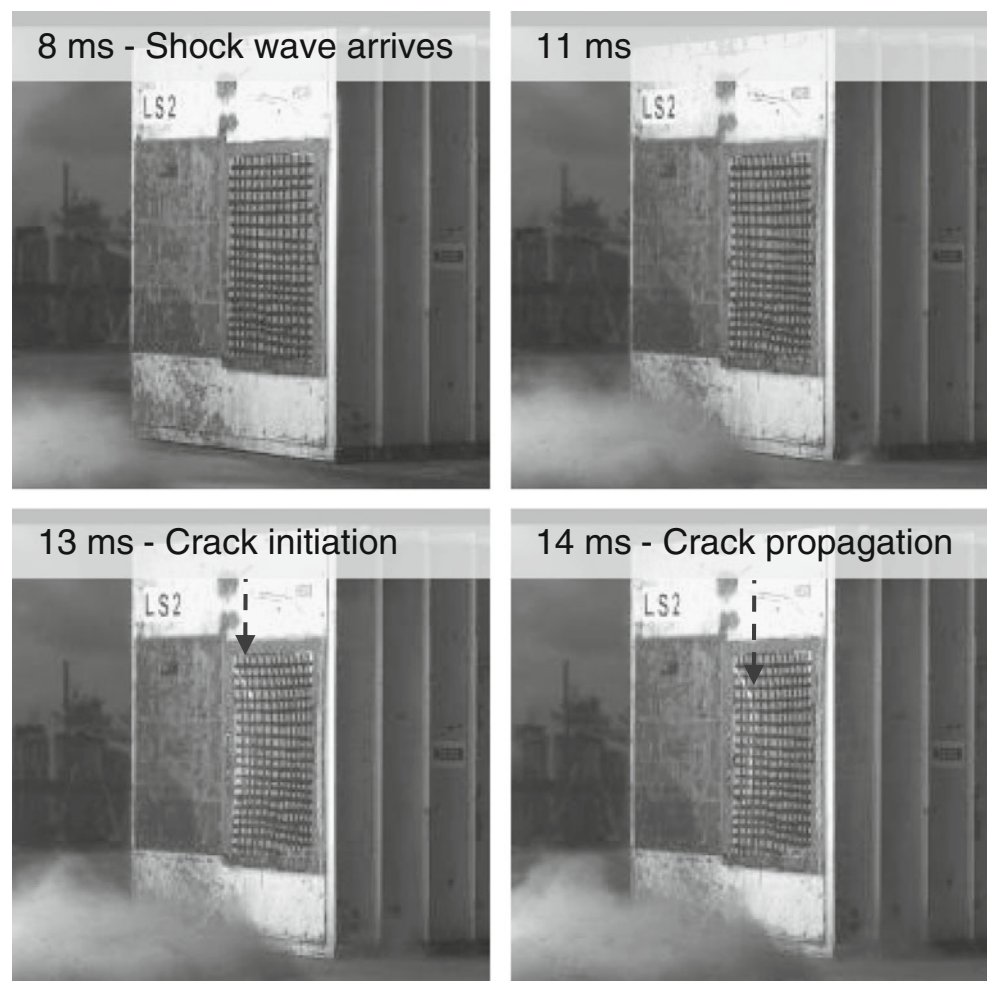 8 ms - Shock wave arrives
LS2
11 ms
LS2
13 ms - Crack initiation
LS2
14 ms - Crack propagation
LS2